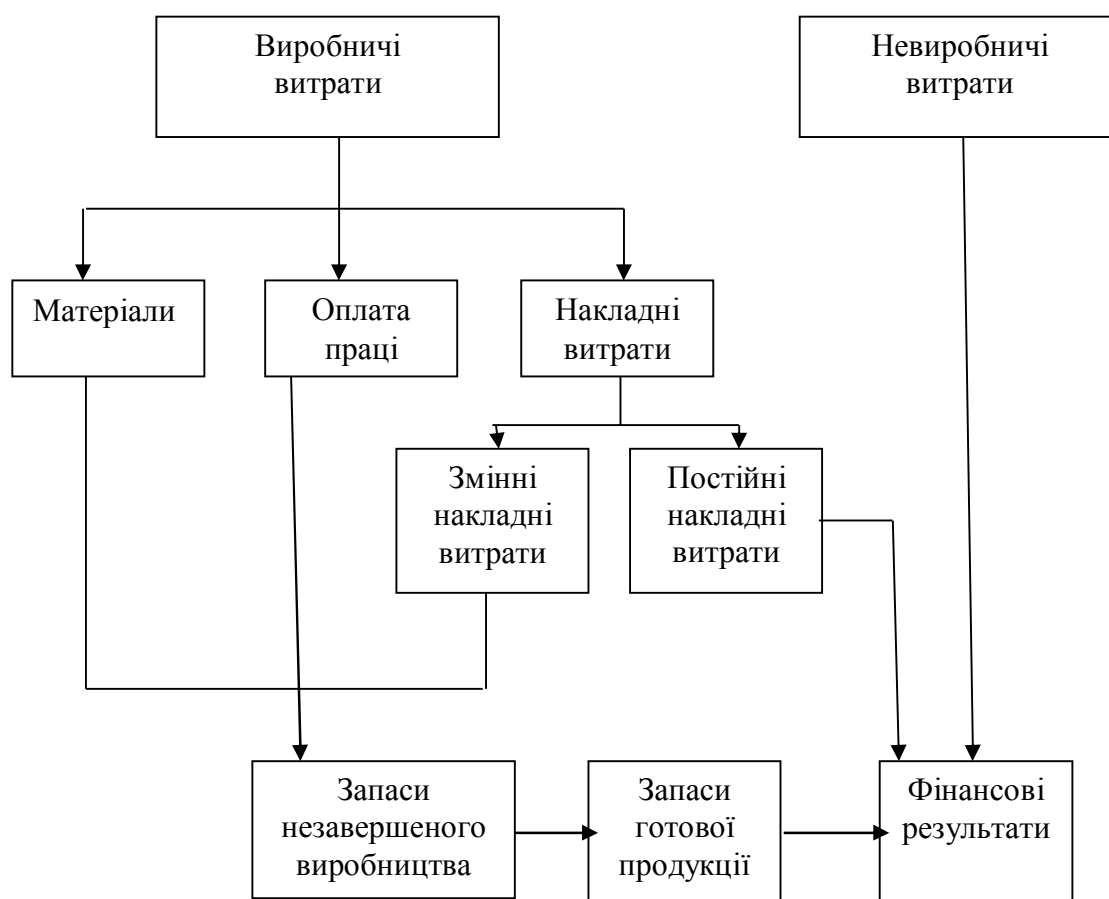 Виробничі
витрати
Невиробничі
витрати
Матеріали
Оплата
праці
Накладні
витрати
Змінні
накладні
витрати
Постійні
накладні
витрати
Запаси
незавершеного
виробництва
Запаси
готової
продукції
Фінансові
результати